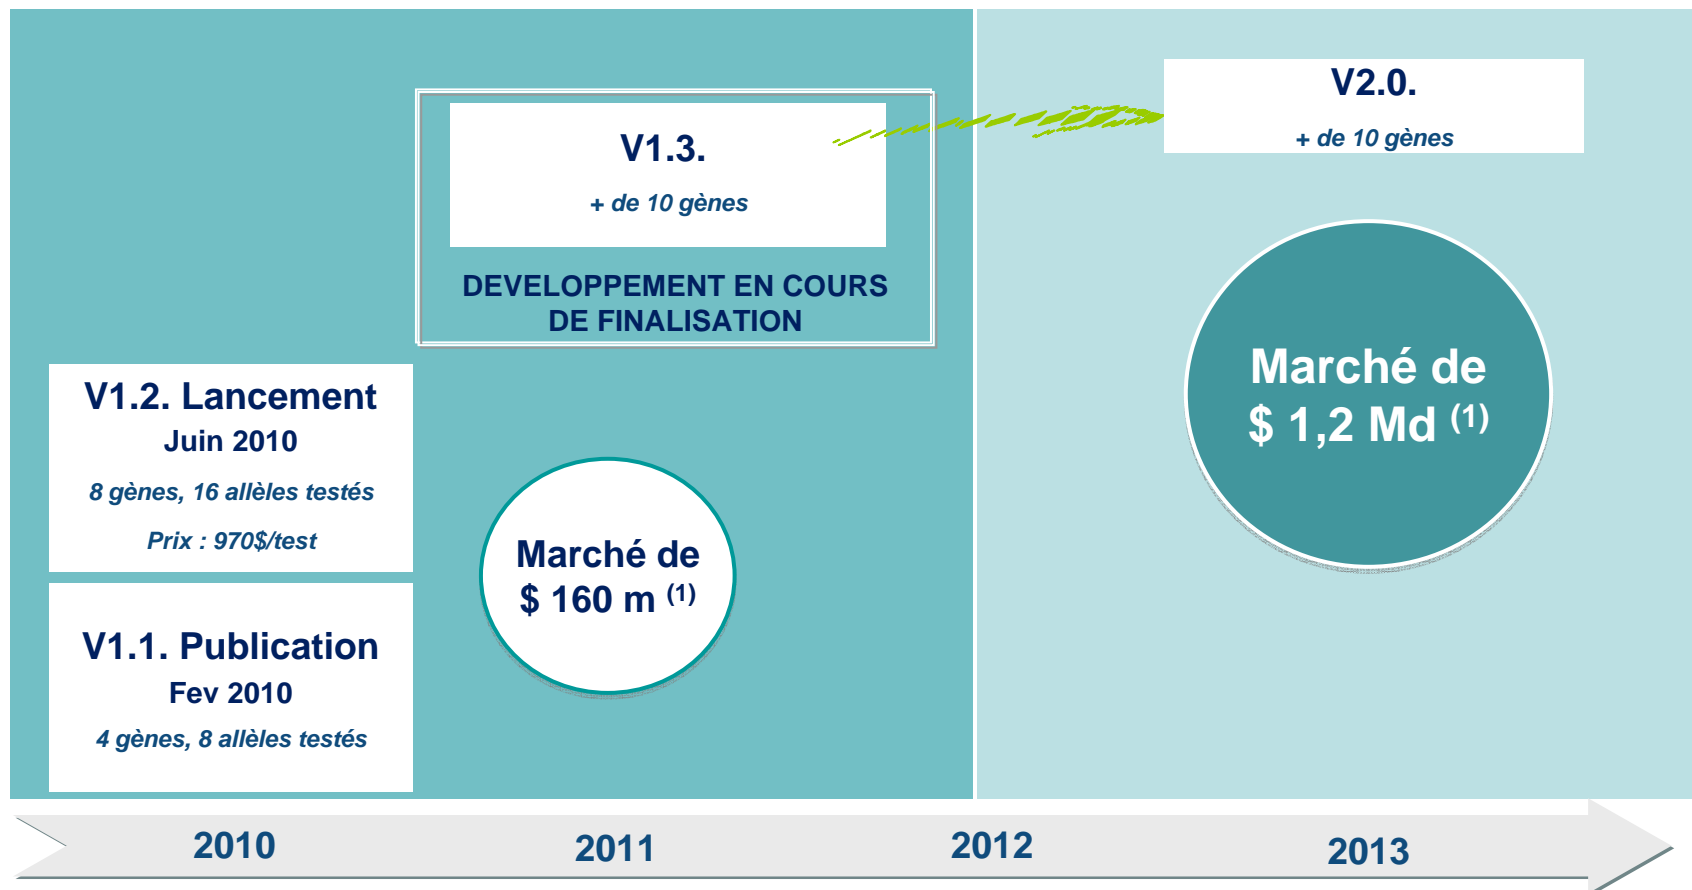 V1.3.
+ de 10 gènes
DEVELOPPEMENT EN COURS
DE FINALISATION
V1.2. Lancement
Juin 2010
8 gènes, 16 allèles testés
Prix : 970$/test
V1.1. Publication
Fev 2010
4 gènes, 8 allèles testés
Marché de
$ 160 m (1)
V2.0.
+ de 10 gènes
Marché de
$ 1,2 Md (1)
2010
2011
2012
2013